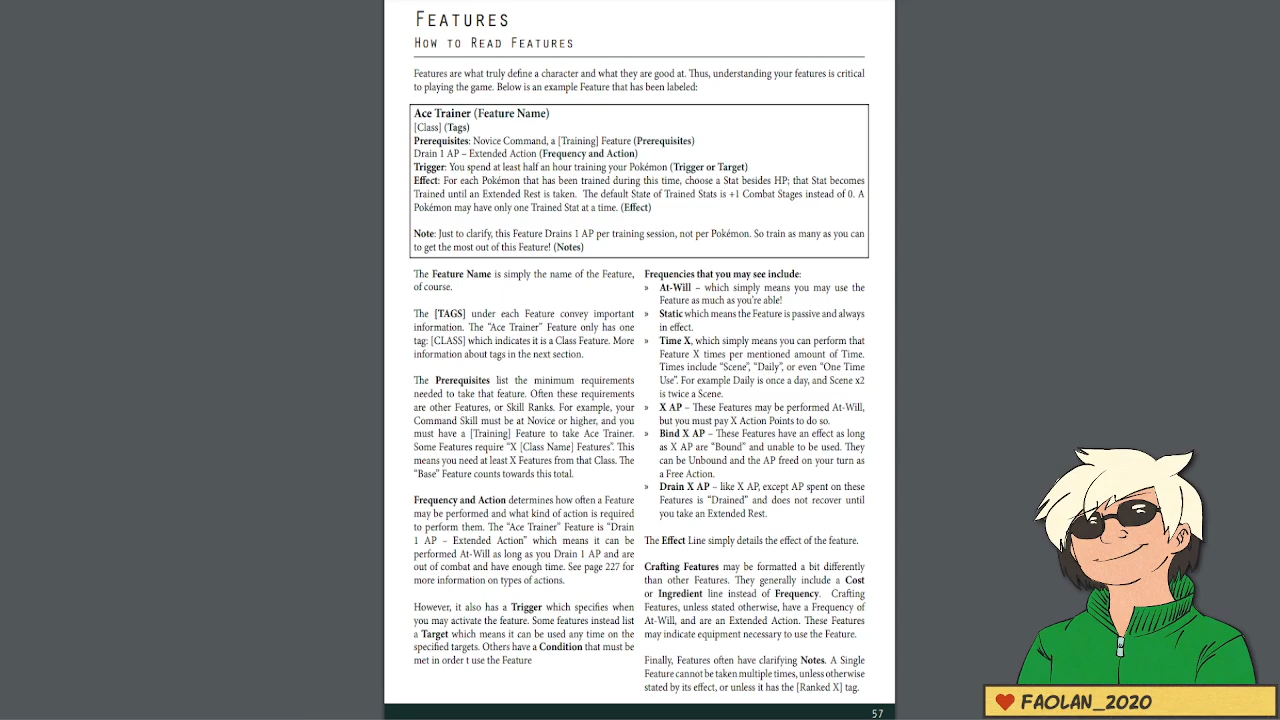 Features
How to Read Features
Features are what truly define a character and what they are good at. Thus, understanding your features is critical
to playing the game. Below is an example Feature that has been labeled:
Ace Trainer (Feature Name)
[Class] (Tags)
Prerequisites: Novice Command, a [Training] Feature (Prerequisites)
Drain 1 AP – Extended Action (Frequency and Action)
Trigger: You spend at least half an hour training your Pokémon (Trigger or Target)
Effect: For each Pokémon that has been trained during this time, choose a Stat besides HP; that Stat becomes
Trained until an Extended Rest is taken. The default State of Trained Stats is +1 Combat Stages instead of 0. A
Pokémon may have only one Trained Stat at a time. (Effect)
Note: Just to clarify, this Feature Drains 1 AP per training session, not per Pokémon. So train as many as you can
to get the most out of this Feature! (Notes)
The Feature Name is simply the name of the Feature,
of course.
The [TAGS] under each Feature convey important
information. The “Ace Trainer” Feature only has one
tag: [CLASS] which indicates it is a Class Feature. More
information about tags in the next section.
The Prerequisites list the minimum requirements
needed to take that feature. Often these requirements
are other Features, or Skill Ranks. For example, your
Command Skill must be at Novice or higher, and you
must have a [Training] Feature to take Ace Trainer.
Some Features require “X [Class Name] Features”. This
means you need at least X Features from that Class. The
“Base” Feature counts towards this total.
Frequency and Action determines how often a Feature
may be performed and what kind of action is required
to perform them. The “Ace Trainer” Feature is “Drain
1 AP – Extended Action” which means it can be
performed At-Will as long as you Drain 1 AP and are
out of combat and have enough time. See page 227 for
more information on types of actions.
However, it also has a Trigger which specifies when
you may activate the feature. Some features instead list
a Target which means it can be used any time on the
specified targets. Others have a Condition that must be
met in order t use the Feature
Frequencies that you may see include:
» At-Will – which simply means you may use the
Feature as much as you’re able!
» Static which means the Feature is passive and always
in effect.
» Time X, which simply means you can perform that
Feature X times per mentioned amount of Time.
Times include “Scene”, “Daily”, or even “One Time
Use”. For example Daily is once a day, and Scene x2
is twice a Scene.
» X AP – These Features may be performed At-Will,
but you must pay X Action Points to do so.
» Bind X AP – These Features have an effect as long
as X AP are “Bound” and unable to be used. They
can be Unbound and the AP freed on your turn as
a Free Action.
» Drain X AP – like X AP, except AP spent on these
Features is “Drained” and does not recover until
you take an Extended Rest.
The Effect Line simply details the effect of the feature.
Crafting Features may be formatted a bit differently
than other Features. They generally include a Cost
or Ingredient line instead of Frequency. Crafting
Features, unless stated otherwise, have a Frequency of
At-Will, and are an Extended Action. These Features
may indicate equipment necessary to use the Feature.
Finally, Features often have clarifying Notes. A Single
Feature cannot be taken multiple times, unless otherwise
stated by its effect, or unless it has the [Ranked X] tag.
57
FAOLAN_2020